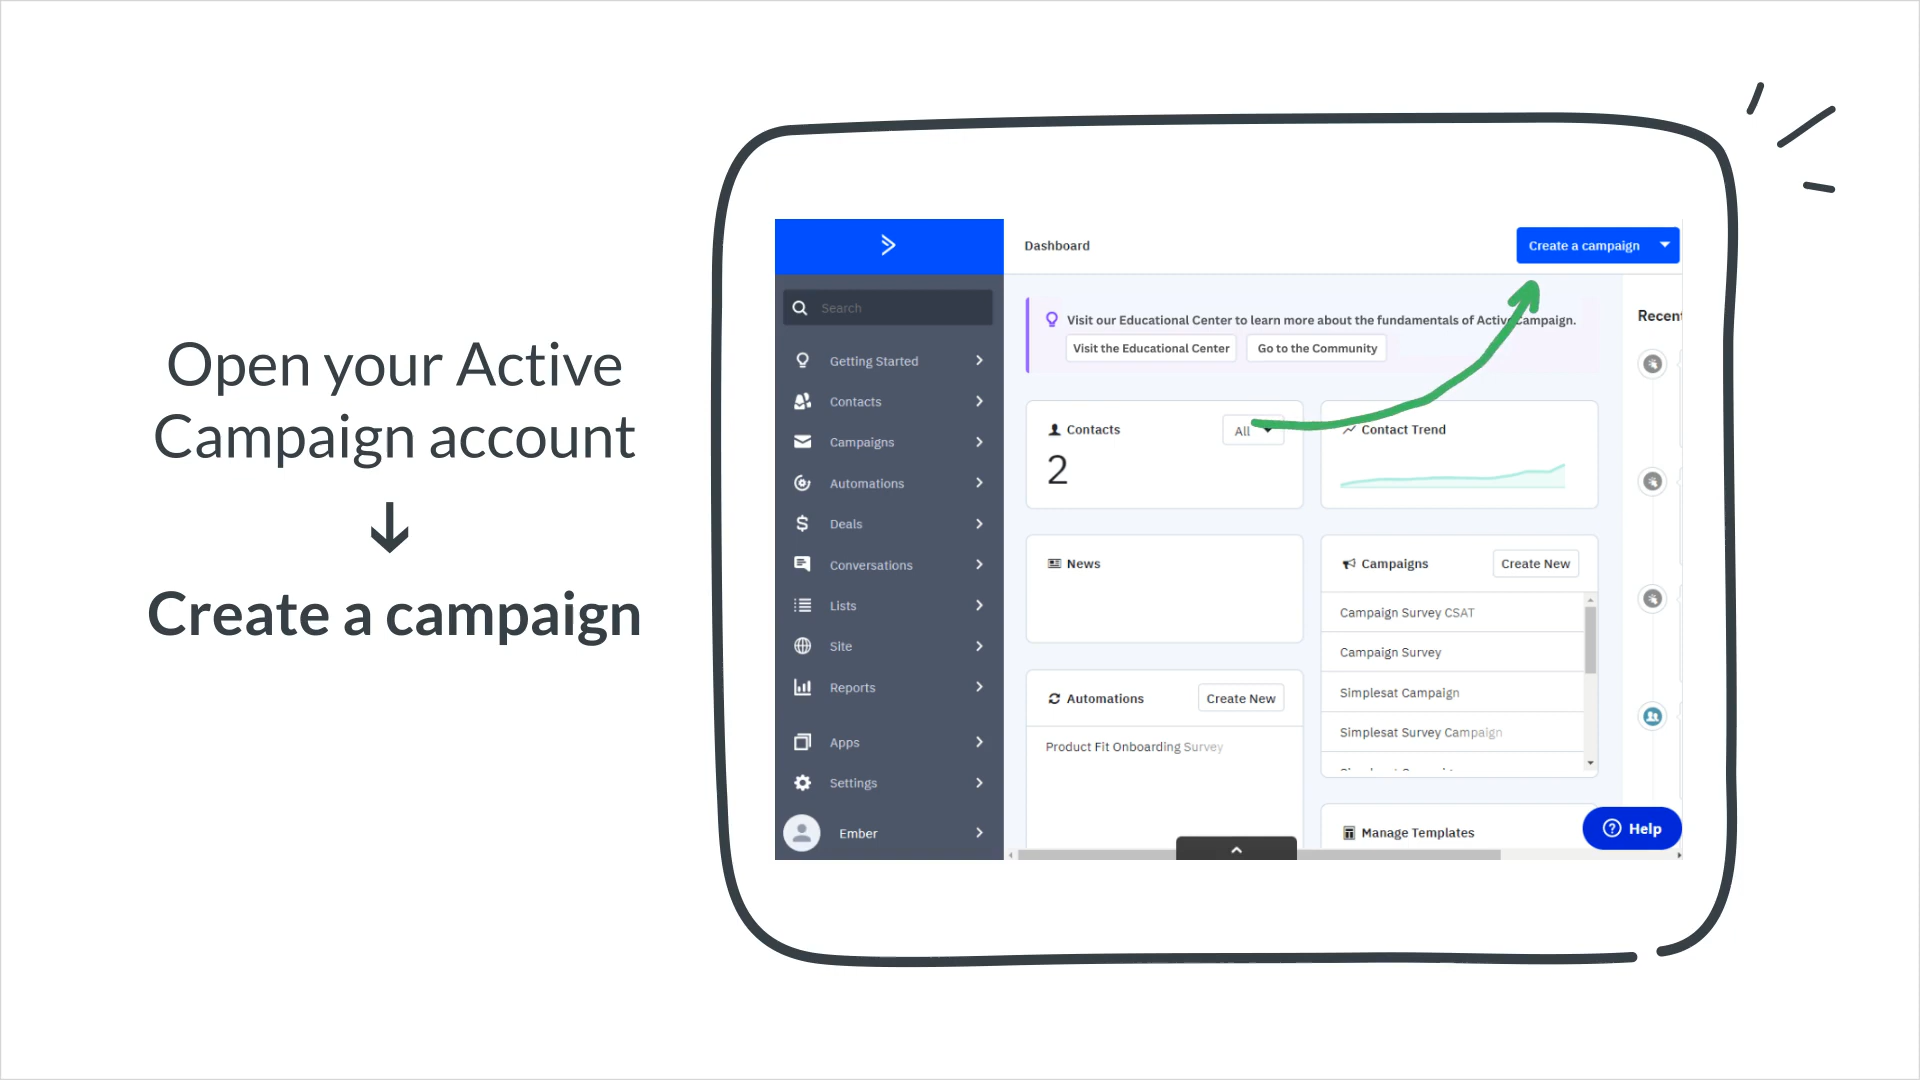 Open your Active
Campaign account
Create a campaign
Dashboard
Create a campaign
Search
Getting Started
Contacts
Campaigns
Automations
Deals
Conversations
Lists
Site
Reports
Apps
Settings
Ember
Visit our Educational Center to learn more about the fundamentals of ActiveCampaign.
Visit the Educational Center
Go to the Community
Contacts
All
2
Contact Trend
News
Campaigns
Create New
Campaign Survey CSAT
Campaign Survey
Simplesat Campaign
Simplesat Survey Campaign
Automations
Create New
Product Fit Onboarding Survey
Manage Templates
Recent
Help